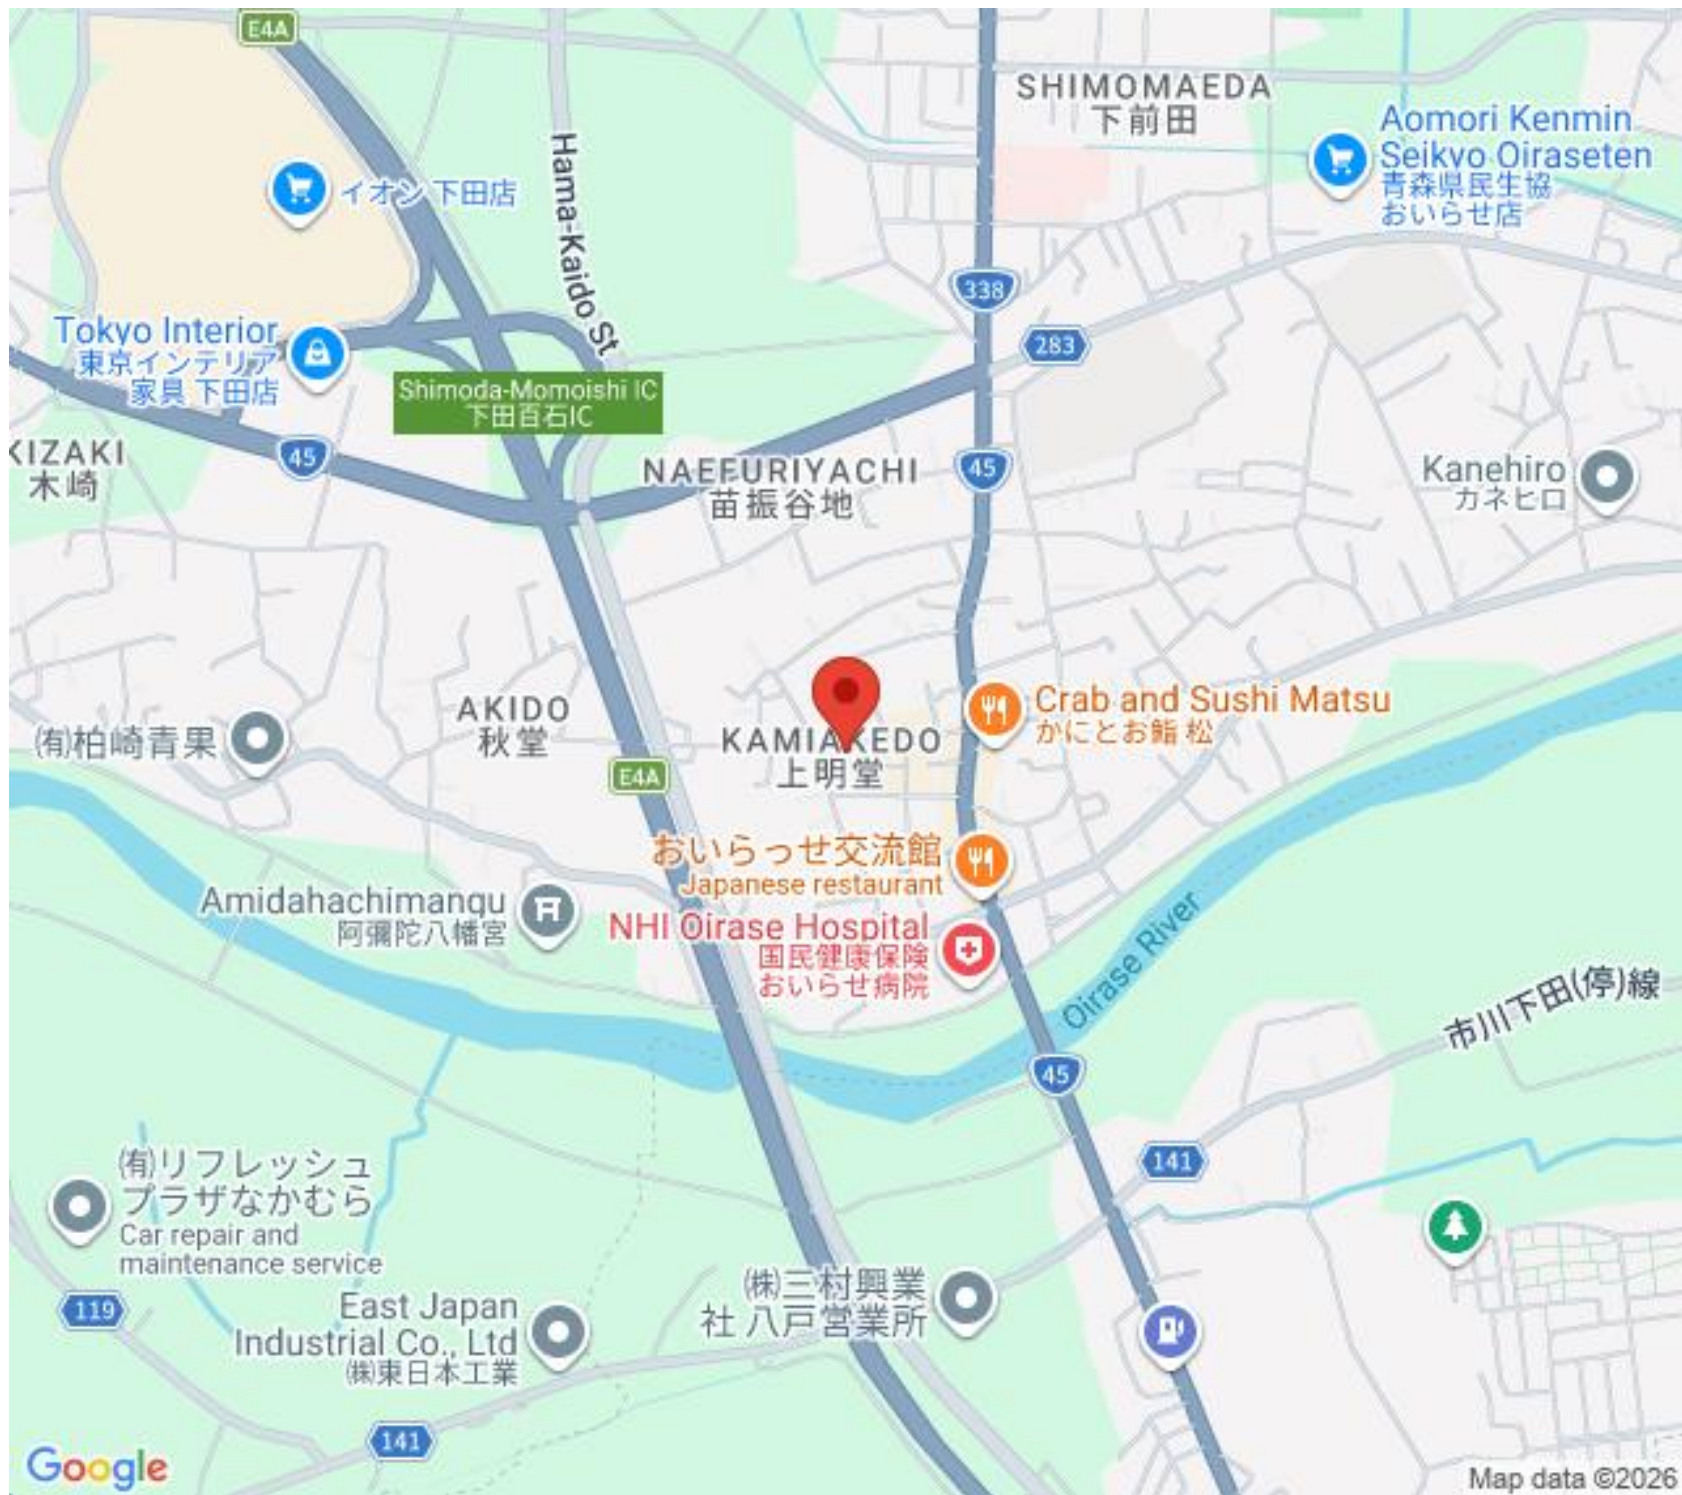 E4A
SHIMOMAEDA
下前田
Aomori Kenmin
Seikyo Oiraseten
青森県民生協
おいらせ店
イオン 下田店
Hama-Kaido St
338
Tokyo Interior
東京インテリア
家具 下田店
283
Shimoda-Momoishi IC
下田百石IC
KIZAKI
木崎
45
NAEFURIYACHI
苗振谷地
45
Kanehiro
カネヒロ
AKIDO
秋堂
Crab and Sushi Matsu
かにとお鮨 松
㈲柏崎青果
KAMIAKEDO
上明堂
E4A
おいらっせ交流館
Japanese restaurant
Amidahachimangu
阿彌陀八幡宮
NHI Oirase Hospital
国民健康保険
おいらせ病院
Oirase River
市川下田(停)線
45
141
㈲リフレッシュ
プラザなかむら
Car repair and
maintenance service
119
East Japan
Industrial Co., Ltd
㈱東日本工業
㈱三村興業
社 八戸営業所
141
Google
Map data ©2026